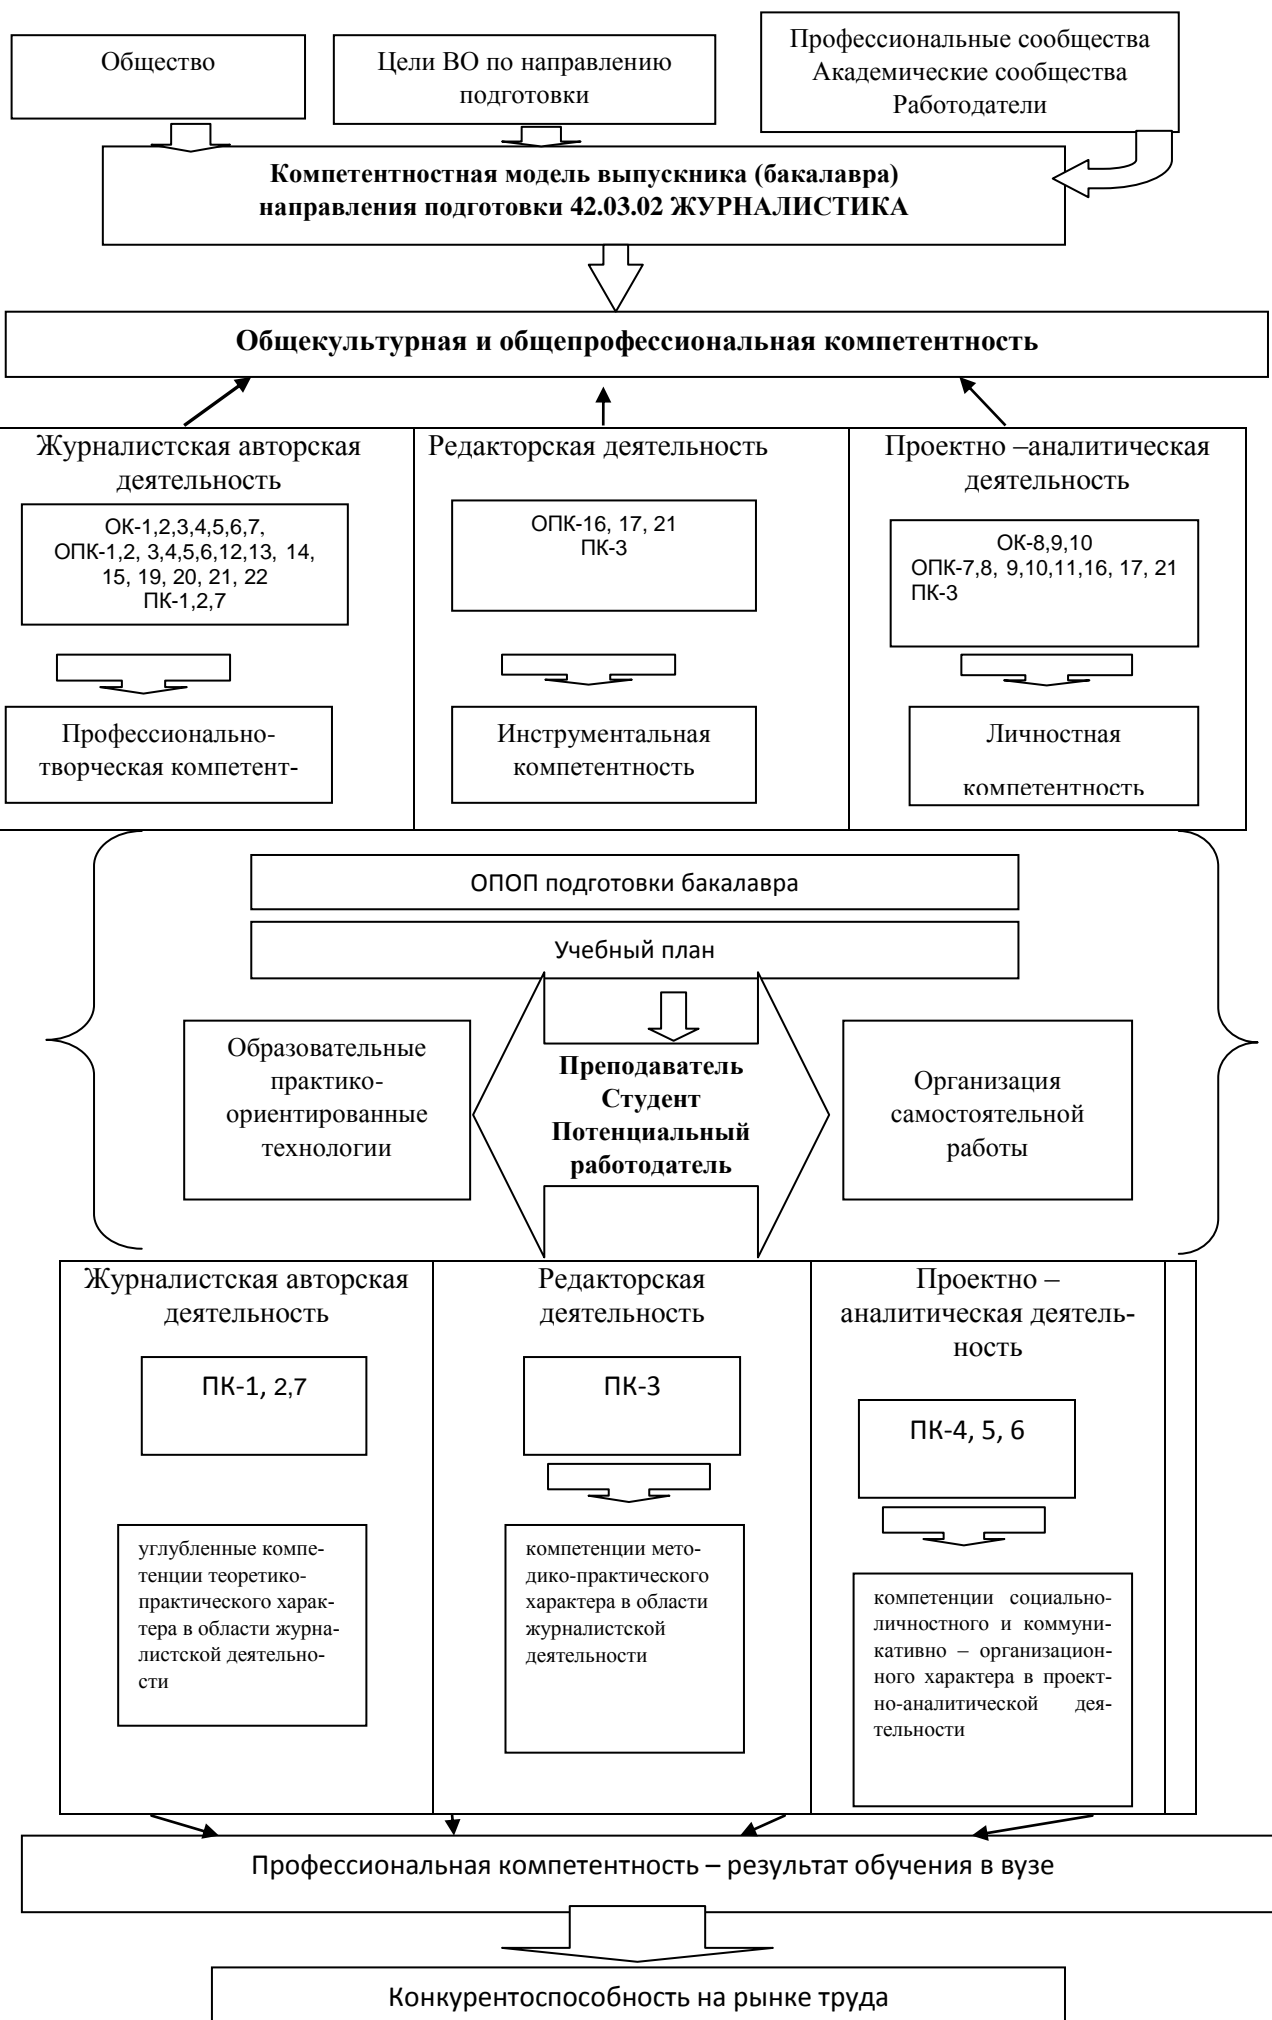 Общество
Цели ВО по направлению
подготовки
Профессиональные сообщества
Академические сообщества
Работодатели
Компетентностная модель выпускника (бакалавра)
направления подготовки 42.03.02 ЖУРНАЛИСТИКА
Общекультурная и общепрофессиональная компетентность
Журналистская авторская
деятельность
ОК-1,2,3,4,5,6,7,
ОПК-1,2, 3,4,5,6,12,13, 14,
15, 19, 20, 21, 22
ПК-1,2,7
Профессионально-
творческая компетент-
Редакторская деятельность
ОПК-16, 17, 21
ПК-3
Инструментальная
компетентность
Проектно –аналитическая
деятельность
ОК-8,9,10
ОПК-7,8, 9,10,11,16, 17, 21
ПК-3
Личностная
компетентность
ОПОП подготовки бакалавра
Учебный план
Образовательные
практико-
ориентированные
технологии
Преподаватель
Студент
Потенциальный
работодатель
Организация
самостоятельной
работы
Журналистская авторская
деятельность
ПК-1, 2,7
углубленные компе-
тенции теоретико-
практического харак-
тера в области журна-
листской деятельно-
сти
Редакторская
деятельность
ПК-3
компетенции мето-
дико-практического
характера в области
журналистской
деятельности
Проектно –
аналитическая деятель-
ность
ПК-4, 5, 6
компетенции социально-
личностного и коммуни-
кативно – организацион-
ного характера в проект-
но-аналитической дея-
тельности
Профессиональная компетентность – результат обучения в вузе
Конкурентоспособность на рынке труда